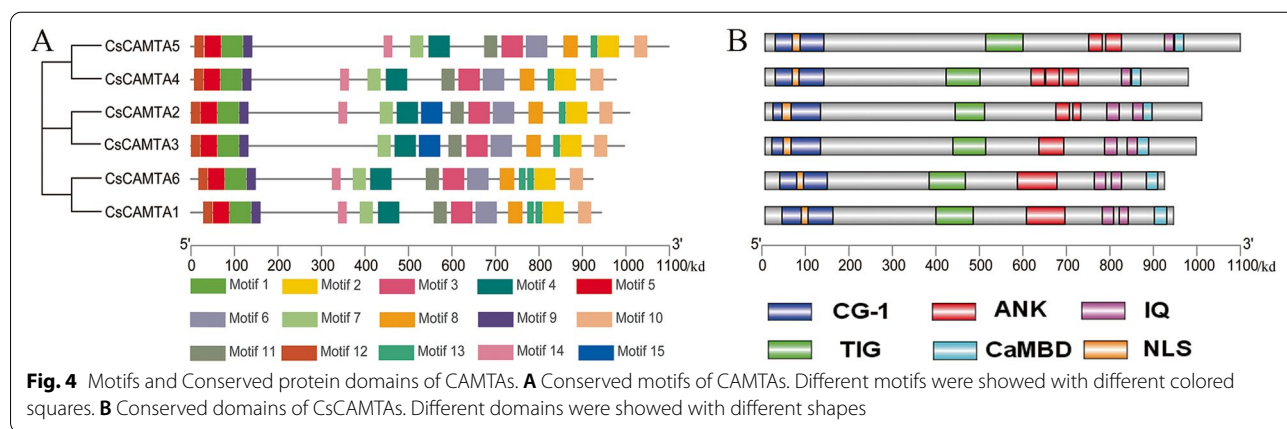 A
B
CsCAMTA5
CsCAMTA4
CsCAMTA2
CsCAMTA3
CsCAMTA6
CsCAMTA1
5' 3'
0 100 200 300 400 500 600 700 800 900 1000 1100/kd
Motif 1 Motif 2 Motif 3 Motif 4 Motif 5
Motif 6 Motif 7 Motif 8 Motif 9 Motif 10
Motif 11 Motif 12 Motif 13 Motif 14 Motif 15
5' 3'
0 100 200 300 400 500 600 700 800 900 1000 1100/kd
CG-1 ANK IQ
TIG CaMBD NLS
Fig. 4 Motifs and Conserved protein domains of CAMTAs. A Conserved motifs of CAMTAs. Different motifs were showed with different colored
squares. B Conserved domains of CsCAMTAs. Different domains were showed with different shapes